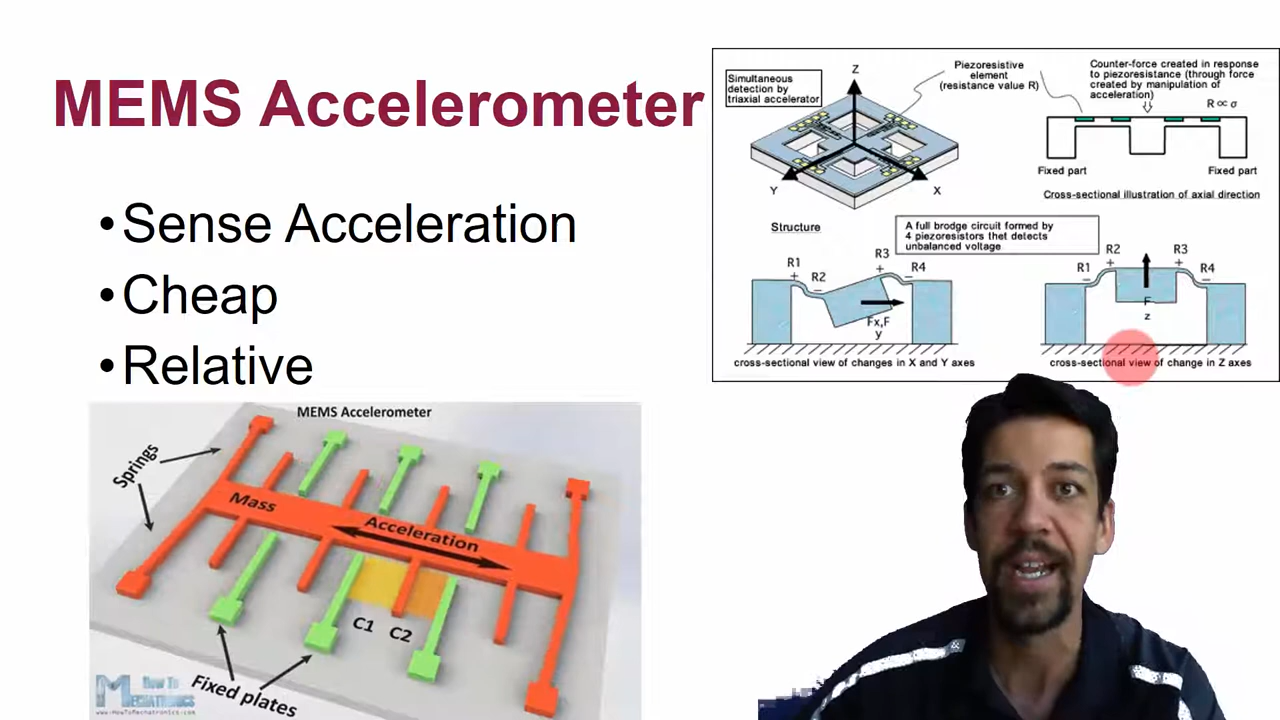 MEMS Accelerometer
•Sense Acceleration
•Cheap
•Relative
Simultaneous
detection by
triaxial accelerator
Z
Y
X
Piezoresistive
element
(resistance value R)
Counter-force created in response
to piezoresistance (through force
created by manipulation of
acceleration)
R ∝ σ
Fixed part
Fixed part
Cross-sectional illustration of axial direction
Structure
A full brodge circuit formed by
4 piezoresistors thet detects
unbalanced voltage
R1
+
R2
−
R3
+
R4
−
Fx,F
y
cross-sectional view of changes in X and Y axes
R1
−
R2
+
R3
+
R4
−
F
z
cross-sectional view of change in Z axes
MEMS Accelerometer
Springs
Mass
Acceleration
C1
C2
Fixed plates
How To
Mechatronics
www.HowToMechatronics.com